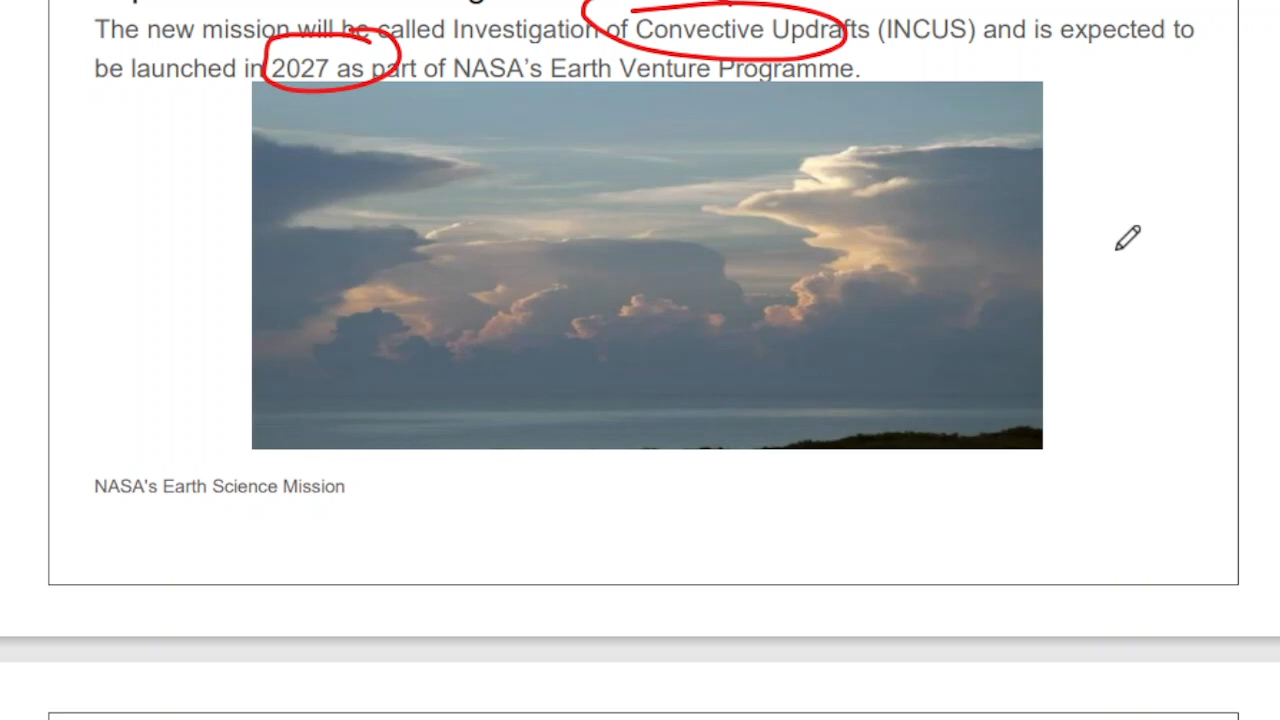 The new mission will be called Investigation of Convective Updrafts (INCUS) and is expected to
be launched in 2027 as part of NASA’s Earth Venture Programme.
NASA's Earth Science Mission